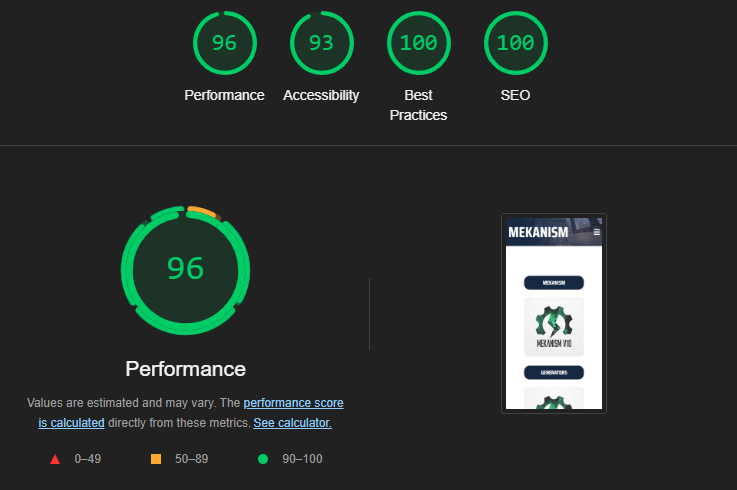 96 93 100 100
Performance Accessibility Best Practices SEO
96
Performance
Values are estimated and may vary. The performance score
is calculated directly from these metrics. See calculator.
0–49 50–89 90–100
MEKANISM
MEKANISM
MEKANISM V10
GENERATORS